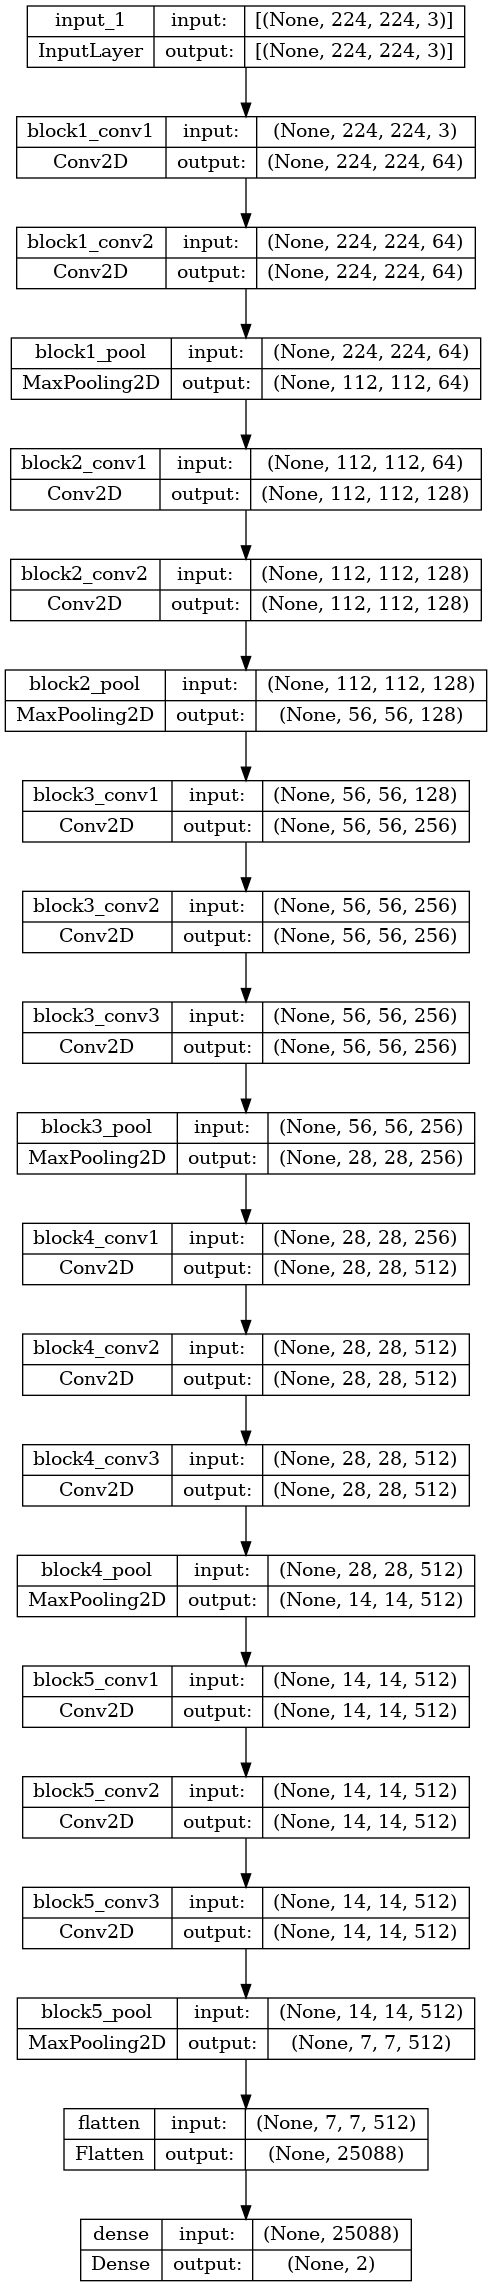 input_1 input: [(None, 224, 224, 3)]
InputLayer output: [(None, 224, 224, 3)]
block1_conv1 input: (None, 224, 224, 3)
Conv2D output: (None, 224, 224, 64)
block1_conv2 input: (None, 224, 224, 64)
Conv2D output: (None, 224, 224, 64)
block1_pool input: (None, 224, 224, 64)
MaxPooling2D output: (None, 112, 112, 64)
block2_conv1 input: (None, 112, 112, 64)
Conv2D output: (None, 112, 112, 128)
block2_conv2 input: (None, 112, 112, 128)
Conv2D output: (None, 112, 112, 128)
block2_pool input: (None, 112, 112, 128)
MaxPooling2D output: (None, 56, 56, 128)
block3_conv1 input: (None, 56, 56, 128)
Conv2D output: (None, 56, 56, 256)
block3_conv2 input: (None, 56, 56, 256)
Conv2D output: (None, 56, 56, 256)
block3_conv3 input: (None, 56, 56, 256)
Conv2D output: (None, 56, 56, 256)
block3_pool input: (None, 56, 56, 256)
MaxPooling2D output: (None, 28, 28, 256)
block4_conv1 input: (None, 28, 28, 256)
Conv2D output: (None, 28, 28, 512)
block4_conv2 input: (None, 28, 28, 512)
Conv2D output: (None, 28, 28, 512)
block4_conv3 input: (None, 28, 28, 512)
Conv2D output: (None, 28, 28, 512)
block4_pool input: (None, 28, 28, 512)
MaxPooling2D output: (None, 14, 14, 512)
block5_conv1 input: (None, 14, 14, 512)
Conv2D output: (None, 14, 14, 512)
block5_conv2 input: (None, 14, 14, 512)
Conv2D output: (None, 14, 14, 512)
block5_conv3 input: (None, 14, 14, 512)
Conv2D output: (None, 14, 14, 512)
block5_pool input: (None, 14, 14, 512)
MaxPooling2D output: (None, 7, 7, 512)
flatten input: (None, 7, 7, 512)
Flatten output: (None, 25088)
dense input: (None, 25088)
Dense output: (None, 2)